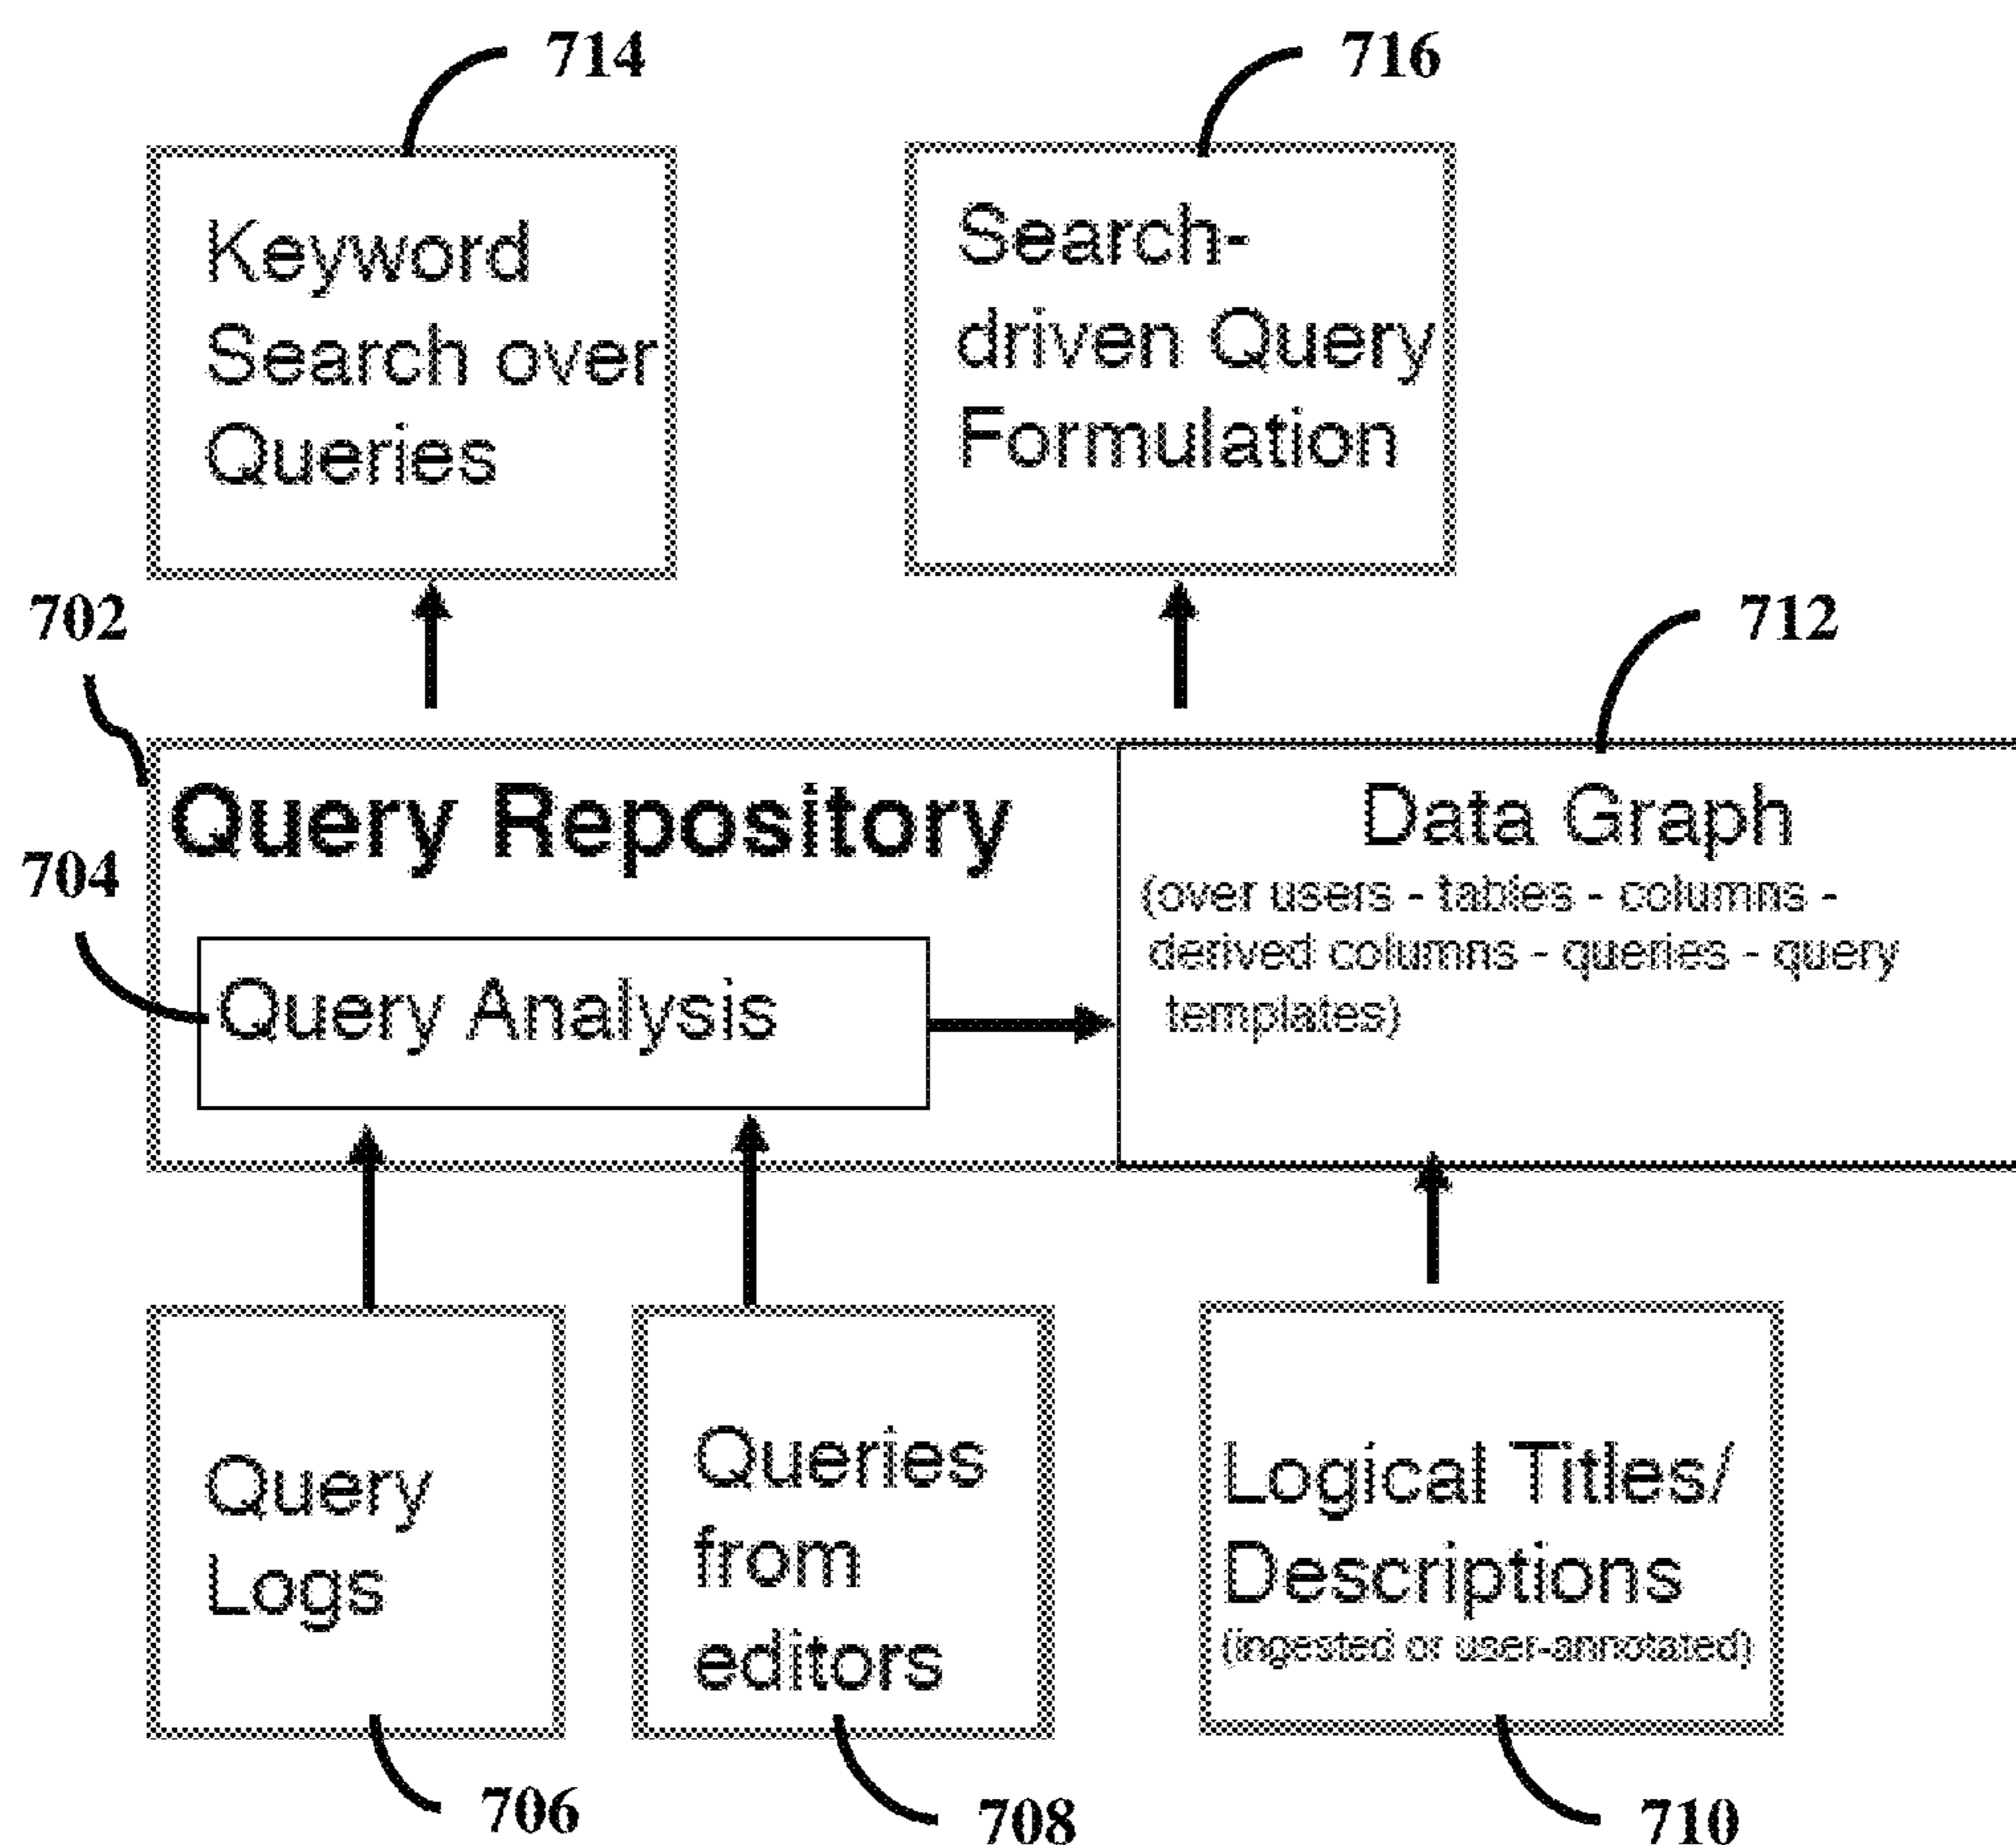 714
716
Keyword
Search over
Queries
Search-
driven Query
Formulation
702
712
Query Repository
Data Graph
(over users - tables - columns -
derived columns - queries - query
templates)
704
Query Analysis
Query
Logs
Queries
from
editors
Logical Titles/
Descriptions
(ingested or user-annotated)
706
708
710